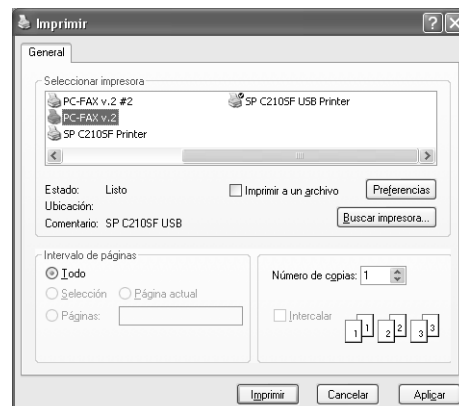 Imprimir
General
Seleccionar impresora
PC-FAX v.2 #2
SP C210SF USB Printer
PC-FAX v.2
SP C210SF Printer
Estado: Listo
Imprimir a un archivo
Preferencias
Ubicación:
Comentario: SP C210SF USB
Buscar impresora...
Intervalo de páginas
Todo
Número de copias: 1
Selección
Página actual
Páginas:
Intercalar
1 1 2 2 3 3
Imprimir
Cancelar
Aplicar